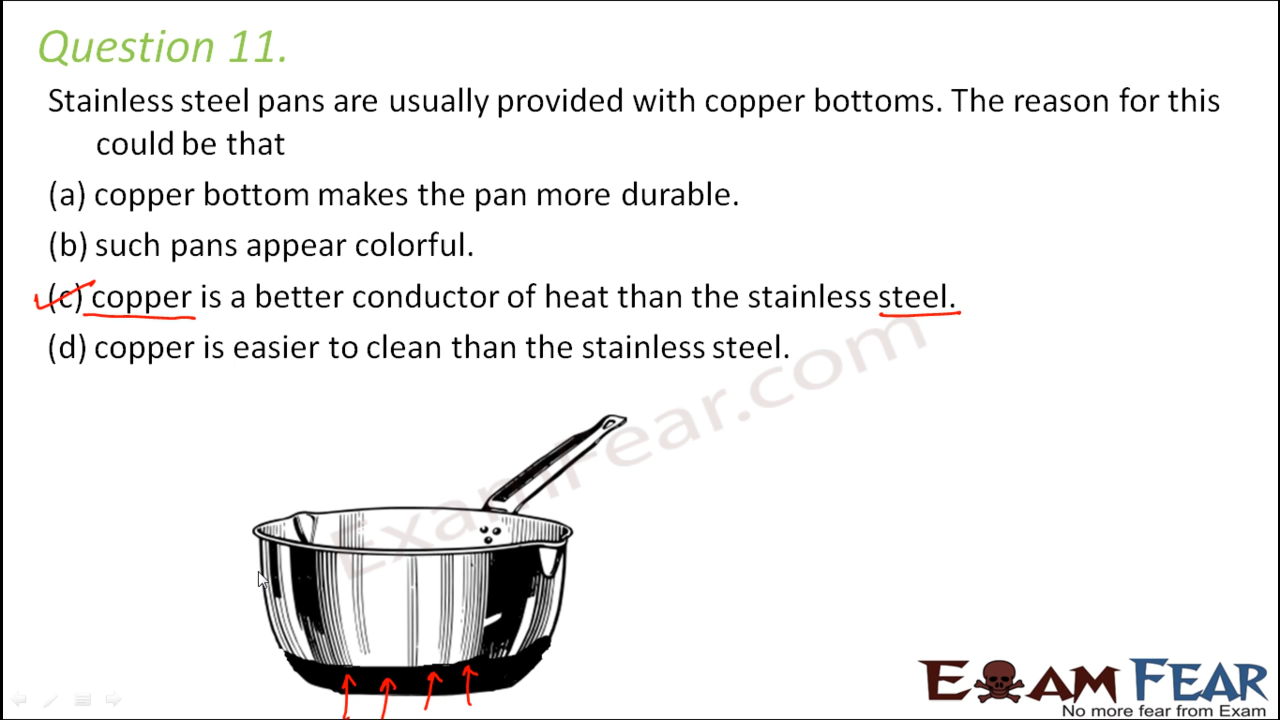 Question 11.
Stainless steel pans are usually provided with copper bottoms. The reason for this
could be that
(a) copper bottom makes the pan more durable.
(b) such pans appear colorful.
(c) copper is a better conductor of heat than the stainless steel.
(d) copper is easier to clean than the stainless steel.
ExamFear.com
EXAM FEAR
No more fear from Exam